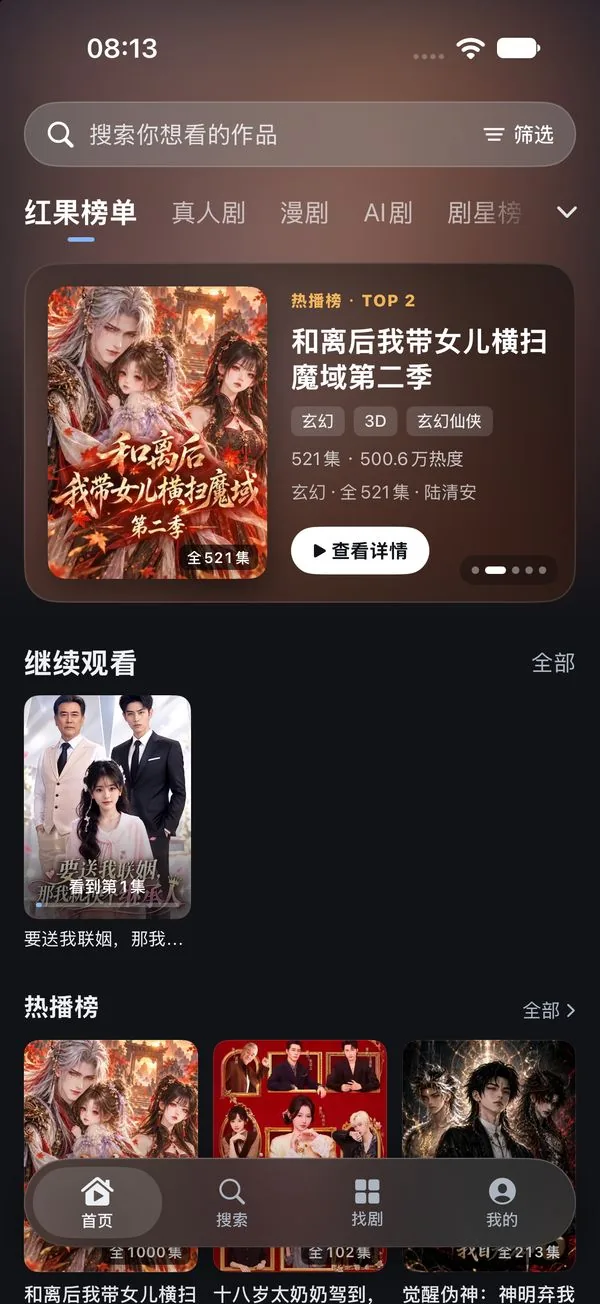 08:13
搜索你想看的作品
筛选
红果榜单
真人剧
漫剧
AI剧
剧星榜
和离后
我带女儿横扫魔域
第二季
全521集
热播榜 · TOP 2
和离后我带女儿横扫
魔域第二季
玄幻
3D
玄幻仙侠
521集 · 500.6万热度
玄幻 · 全521集 · 陆清安
查看详情
继续观看
全部
要送我联姻,
看到第1集
要送我联姻，那我...
热播榜
全部
首页
搜索
找剧
我的
全1000集
全102集
全213集
和离后我带女儿横扫
十八岁太奶奶驾到，
觉醒伪神：神明弃我